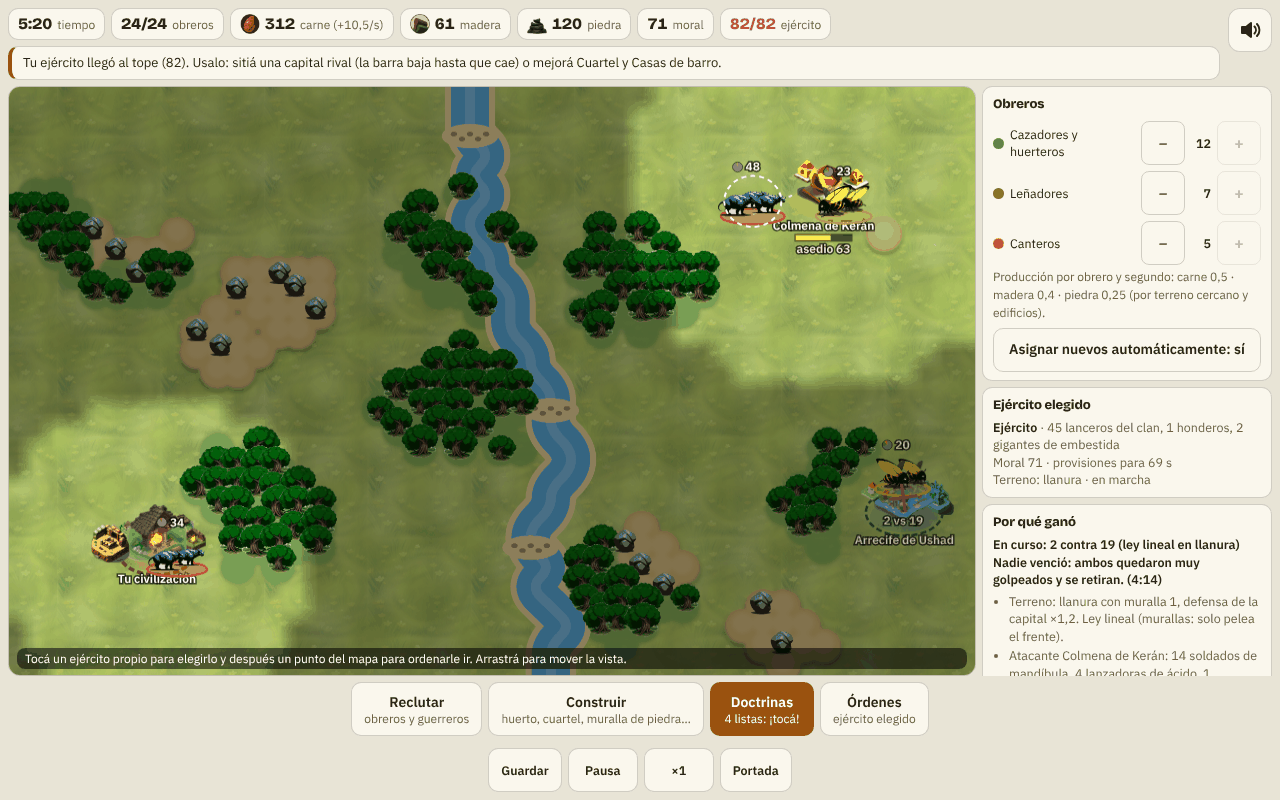 5:20 tiempo
24/24 obreros
312 carne (+10,5/s)
61 madera
120 piedra
71 moral
82/82 ejército
Tu ejército llegó al tope (82). Usalo: sitiá una capital rival (la barra baja hasta que cae) o mejorá Cuartel y Casas de barro.
48
23
Colmena de Kerán
asedio 63
20
2 vs 19
Arrecife de Ushad
34
Tu civilización
Tocá un ejército propio para elegirlo y después un punto del mapa para ordenarle ir. Arrastrá para mover la vista.
Obreros
Cazadores y
huerteros
− 12 +
Leñadores
− 7 +
Canteros
− 5 +
Producción por obrero y segundo: carne 0,5 ·
madera 0,4 · piedra 0,25 (por terreno cercano y
edificios).
Asignar nuevos automáticamente: sí
Ejército elegido
Ejército · 45 lanceros del clan, 1 honderos, 2
gigantes de embestida
Moral 71 · provisiones para 69 s
Terreno: llanura · en marcha
Por qué ganó
En curso: 2 contra 19 (ley lineal en llanura)
Nadie venció: ambos quedaron muy
golpeados y se retiran. (4:14)
• Terreno: llanura con muralla 1, defensa de la
capital ×1,2. Ley lineal (murallas: solo pelea
el frente).
• Atacante Colmena de Kerán: 14 soldados de
mandíbula, 4 lanzadoras de ácido, 1
Reclutar
obreros y guerreros
Construir
huerto, cuartel, muralla de piedra…
Doctrinas
4 listas: ¡tocá!
Órdenes
ejército elegido
Guardar
Pausa
×1
Portada